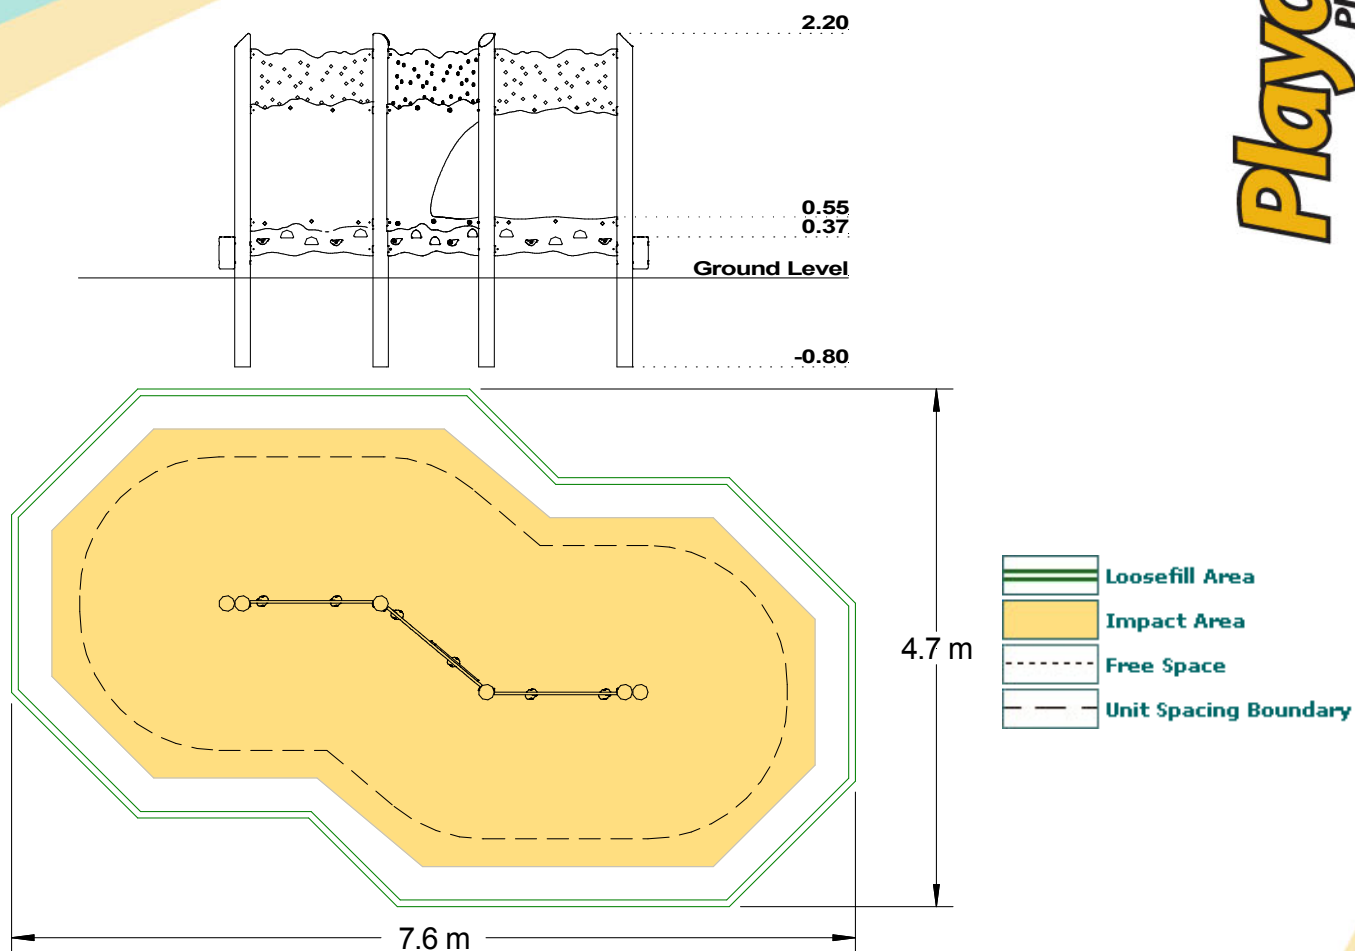 2.20
0.55
0.37
Ground Level
-0.80
4.7 m
7.6 m
Loosefill Area
Impact Area
Free Space
Unit Spacing Boundary